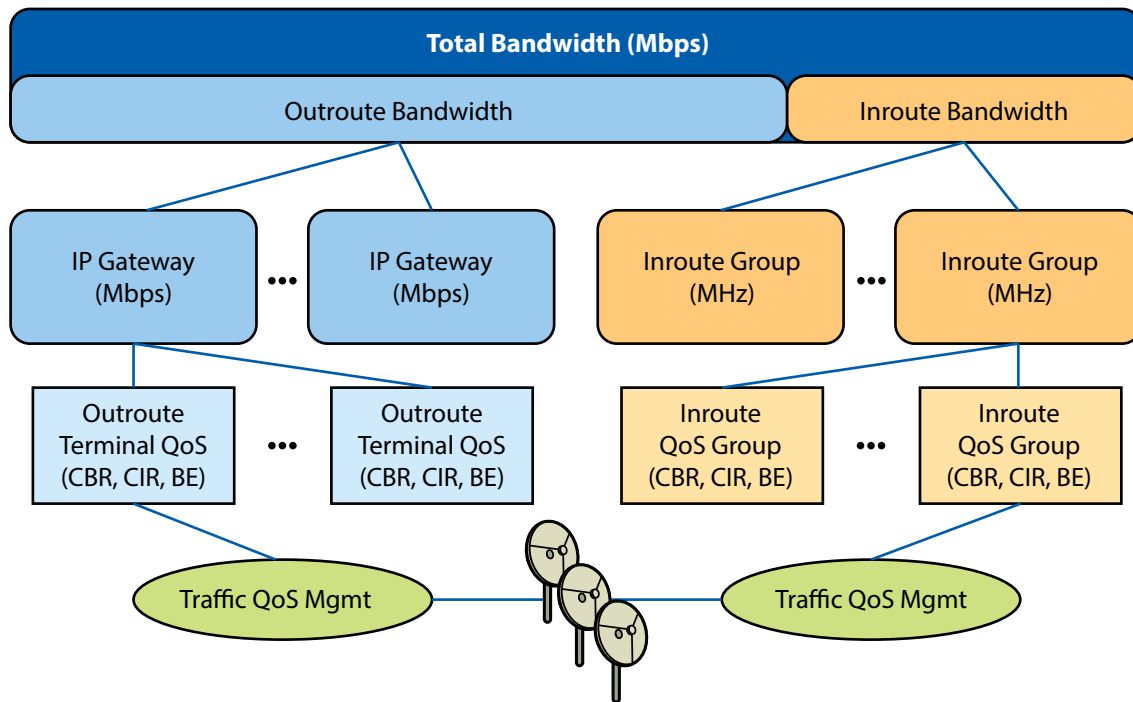 Total Bandwidth (Mbps)
Outroute Bandwidth
Inroute Bandwidth
IP Gateway
(Mbps)
•••
IP Gateway
(Mbps)
Inroute Group
(MHz)
•••
Inroute Group
(MHz)
Outroute
Terminal QoS
(CBR, CIR, BE)
•••
Outroute
Terminal QoS
(CBR, CIR, BE)
Inroute
QoS Group
(CBR, CIR, BE)
•••
Inroute
QoS Group
(CBR, CIR, BE)
Traffic QoS Mgmt
Traffic QoS Mgmt